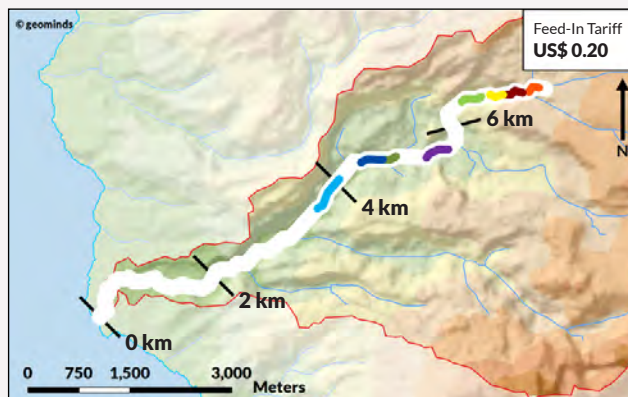 © geominds
Feed-In Tariff
US$ 0.20
6 km
N
4 km
2 km
0 km
0 750 1,500 3,000
Meters